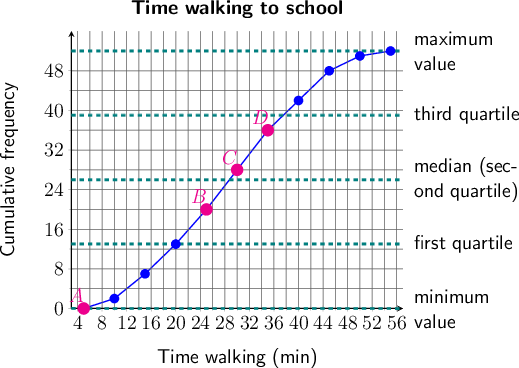 Time walking to school
maximum
value
third quartile
median (sec-
ond quartile)
first quartile
minimum
value
Cumulative frequency
48
40
32
24
16
8
0
A
B
C
D
4 8 12 16 20 24 28 32 36 40 44 48 52 56
Time walking (min)